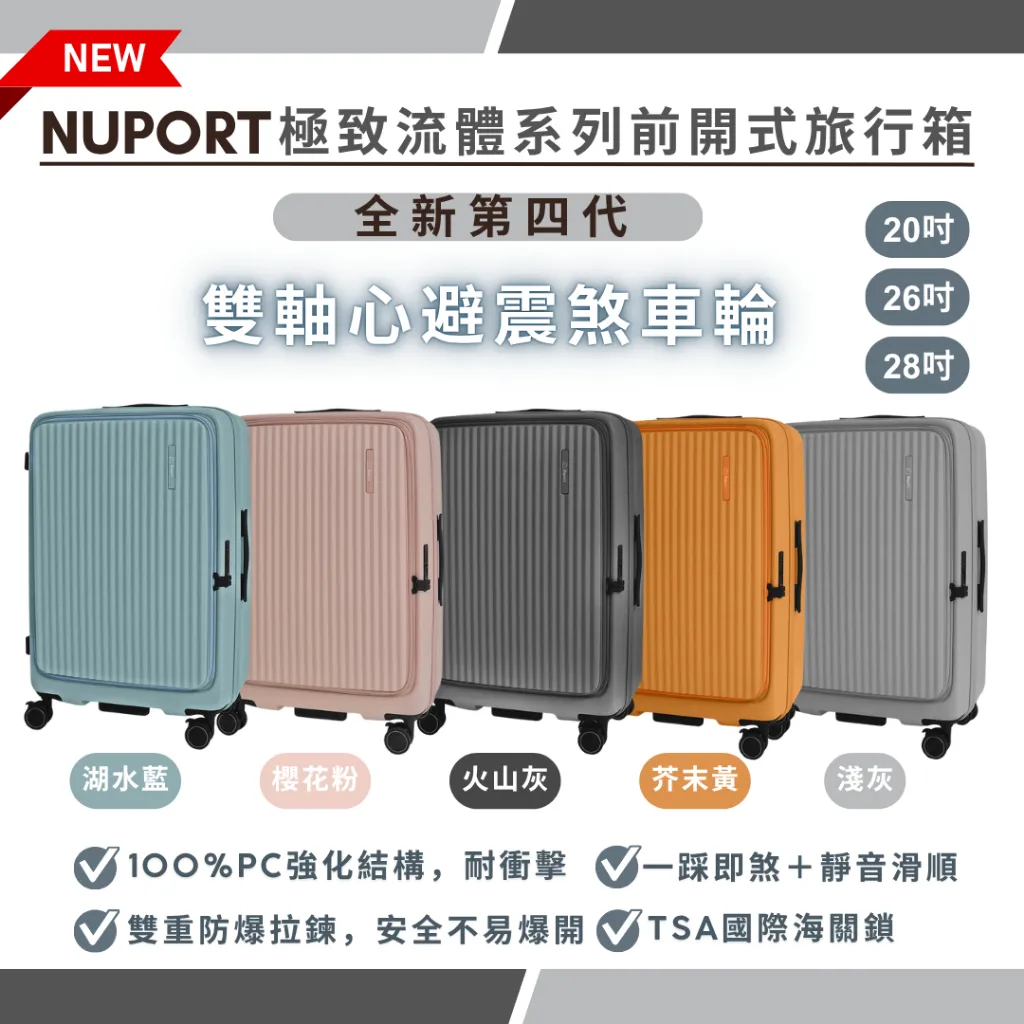 NEW
NUPORT極致流體系列前開式旅行箱
全新第四代
雙軸心避震煞車輪
20吋
26吋
28吋
湖水藍
櫻花粉
火山灰
芥末黃
淺灰
100%PC強化結構，耐衝擊
一踩即煞＋靜音滑順
雙重防爆拉鍊，安全不易爆開
TSA國際海關鎖